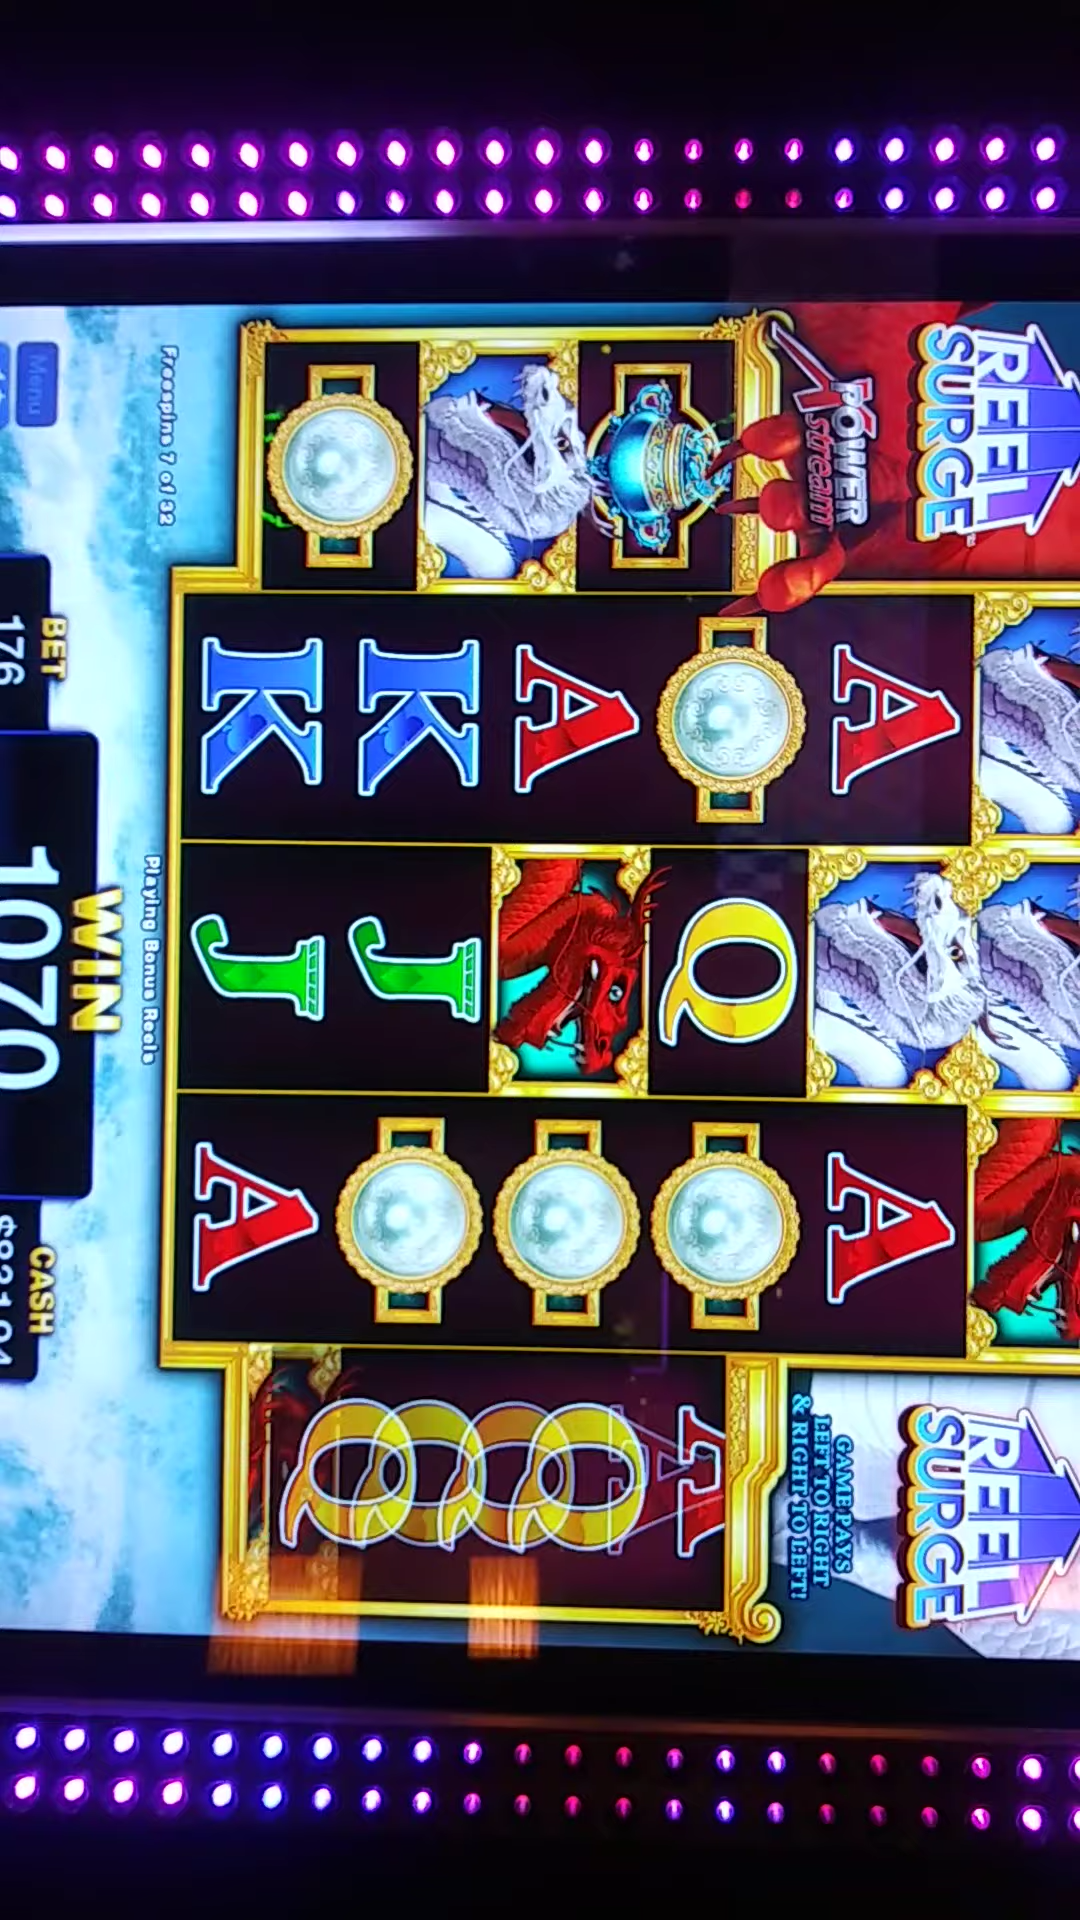 REEL
SURGE
POWER
Xstream
REEL
SURGE
GAME PAYS
LEFT TO RIGHT
& RIGHT TO LEFT!
A
A
Q
A
A
Q
K
J
Q
K
J
A
Q
Freespins 7 of 32
Playing Bonus Reels
Menu
BET
176
WIN
1070
CASH